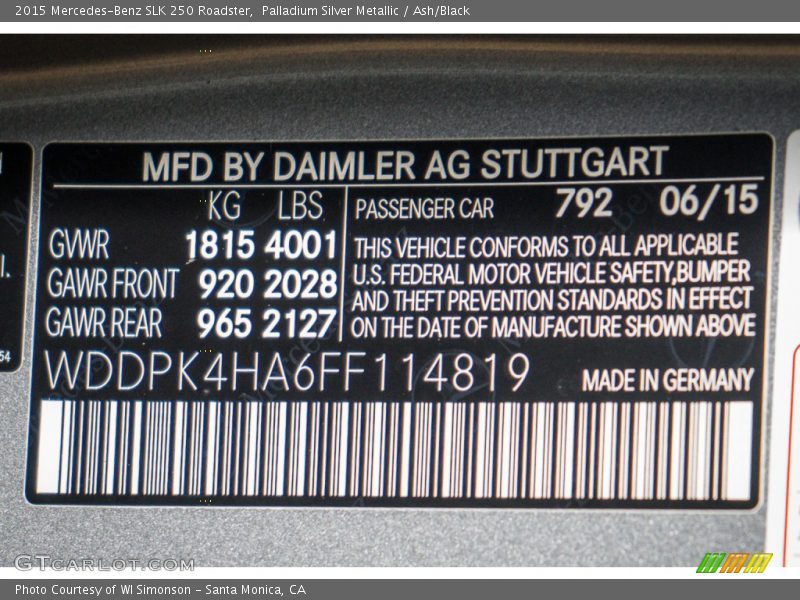 2015 Mercedes-Benz SLK 250 Roadster,  Palladium Silver Metallic / Ash/Black
MFD BY DAIMLER AG STUTTGART
KG LBS
PASSENGER CAR 792 06/15
GVWR 1815 4001
GAWR FRONT 920 2028
GAWR REAR 965 2127
THIS VEHICLE CONFORMS TO ALL APPLICABLE
U.S. FEDERAL MOTOR VEHICLE SAFETY,BUMPER
AND THEFT PREVENTION STANDARDS IN EFFECT
ON THE DATE OF MANUFACTURE SHOWN ABOVE
54
WDDPK4HA6FF114819
MADE IN GERMANY
GTCARLOT.COM
Photo Courtesy of WI Simonson - Santa Monica, CA